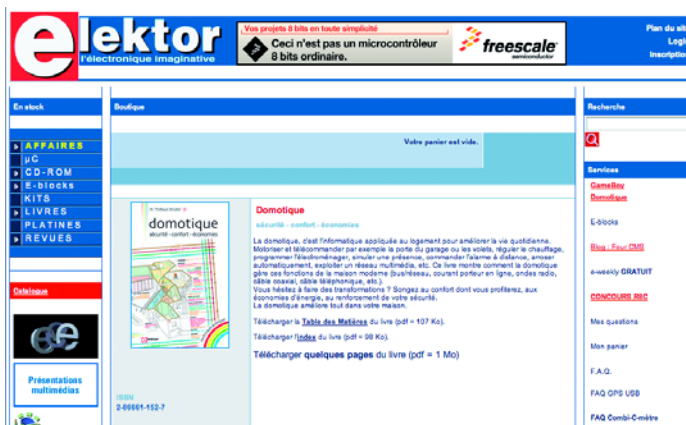 elektor
l'électronique imaginative
Vos projets 8 bits en toute simplicité
Ceci n'est pas un microcontrôleur
8 bits ordinaire.
freescale
semiconductor
Plan du sit
Logi
Inscriptio
En stock
Boutique
Recherche
Votre panier est vide.
AFFAIRES
µC
CD-ROM
E-blocks
KITS
LIVRES
PLATINES
REVUES
Catalogue
Présentations
multimédias
domotique
sécurité - confort - économies
elektor
ISBN
2-86661-152-7
Domotique
sécurité - confort - économies
La domotique, c'est l'informatique appliquée au logement pour améliorer la vie quotidienne.
Motoriser et télécommander par exemple la porte du garage ou les volets, réguler le chauffage,
programmer l'électroménager, simuler une présence, commander l'alarme à distance, arroser
automatiquement, exploiter un réseau multimédia, etc. Ce livre montre comment la domotique
gère ces fonctions de la maison moderne (bus/réseau, courant porteur en ligne, ondes radio,
câble coaxial, câble téléphonique, etc.).
Vous hésitez à faire des transformations ? Songez au confort dont vous profiterez, aux
économies d'énergie, au renforcement de votre sécurité.
La domotique améliore tout dans votre maison.
Télécharger la Table des Matières du livre (pdf = 107 Ko).
Télécharger l'index du livre (pdf = 98 Ko).
Télécharger quelques pages du livre (pdf = 1 Mo)
Services
GameBoy
Domotique
E-blocks
Blog : Four CMS
e-weekly GRATUIT
CONCOURS R8C
Mes questions
Mon panier
F.A.Q.
FAQ GPS USB
FAQ Combi-C-mètre